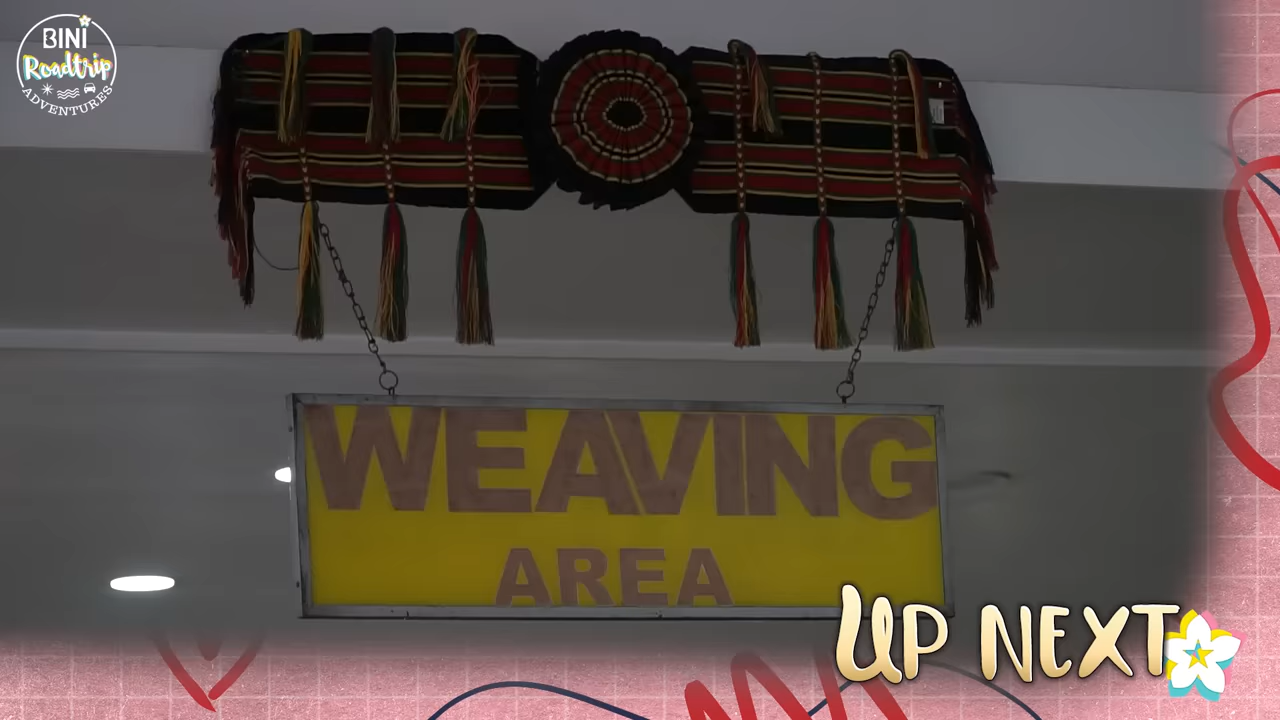 BINI
Roadtrip
ADVENTURES
WEAVING
AREA
UP NEXT